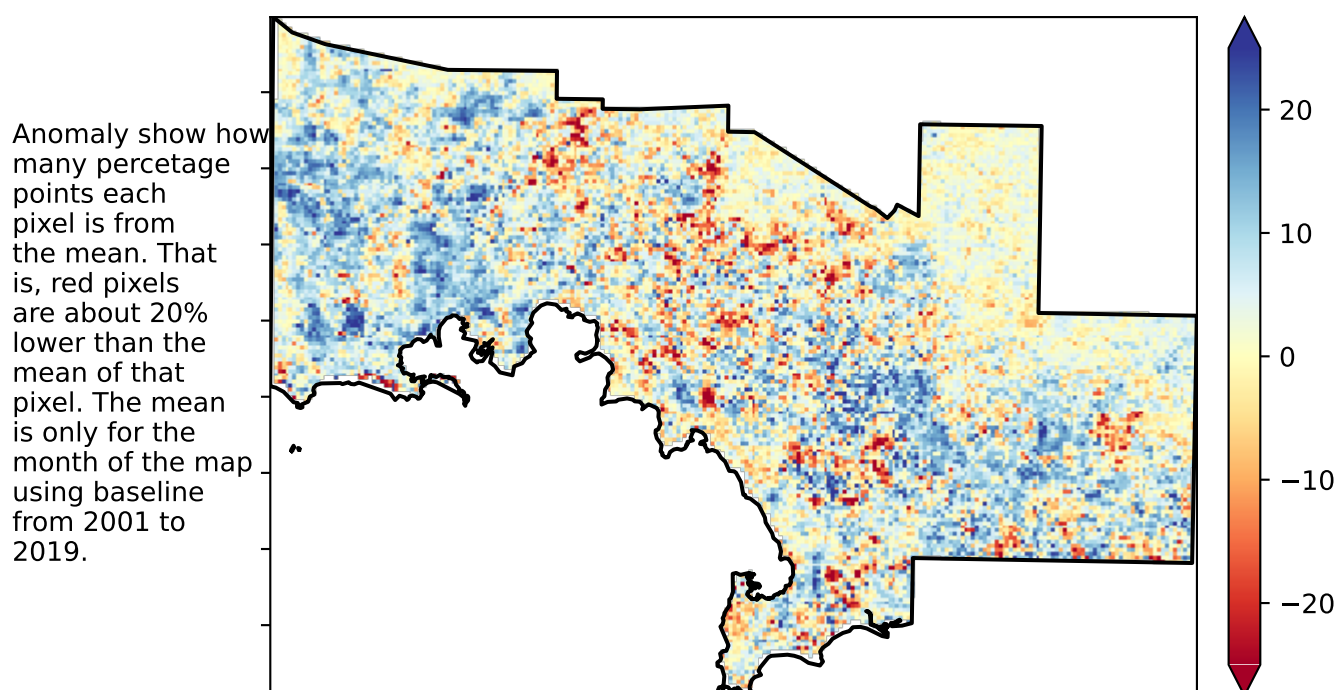 Anomaly show how
many percetage
points each
pixel is from
the mean. That
is, red pixels
are about 20%
lower than the
mean of that
pixel. The mean
is only for the
month of the map
using baseline
from 2001 to
2019.
20
10
0
−10
−20